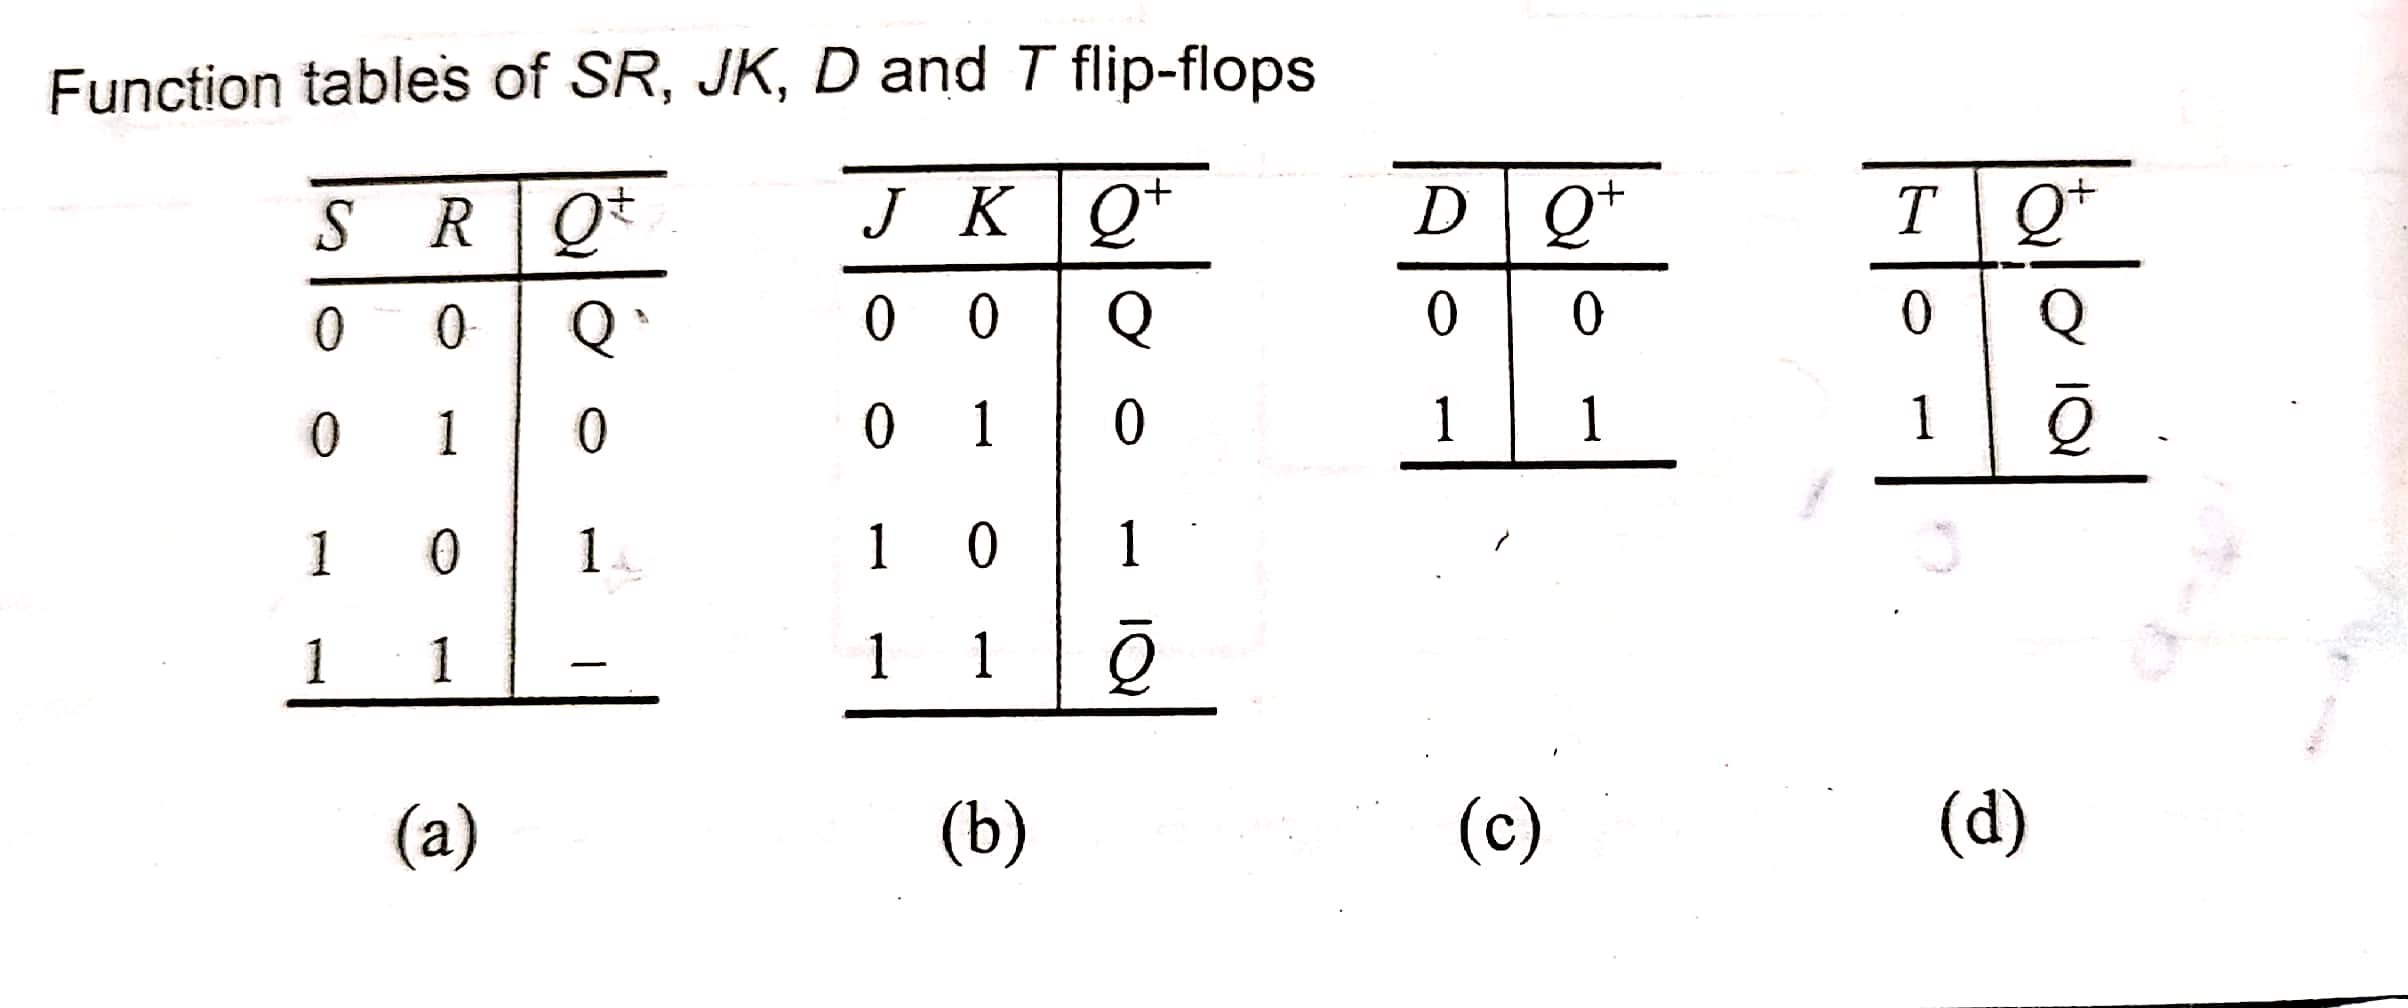 Function tables of SR, JK, D and T flip-flops
S R Q⁺ J K Q⁺ D Q⁺ T Q⁺
0 0 Q 0 0 Q 0 0 0 Q
0 1 0 0 1 0 1 1 1 Q̅
1 0 1 1 0 1
1 1 – 1 1 Q̅
(a) (b) (c) (d)